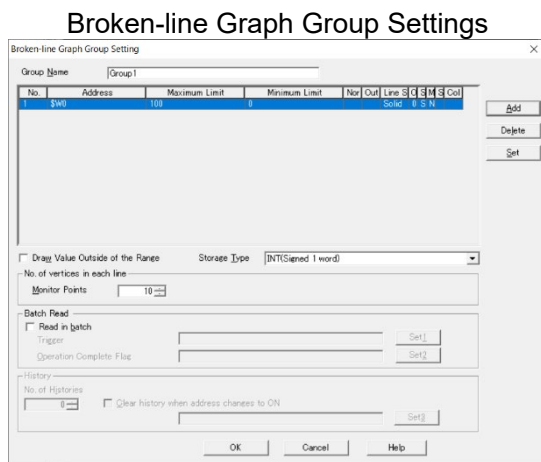 Broken-line Graph Group Settings
Broken-line Graph Group Setting
Group Name Group1
No. Address Maximum Limit Minimum Limit Nor Out Line S O S M S Col
1 $W0 100 0 Solid 0 S N
Add
Delete
Set
Draw Value Outside of the Range Storage Type INT(Signed 1 word)
No. of vertices in each line
Monitor Points 10
Batch Read
Read in batch
Trigger Set1
Operation Complete Flag Set2
History
No. of Histories
0 Clear history when address changes to ON
Set3
OK Cancel Help